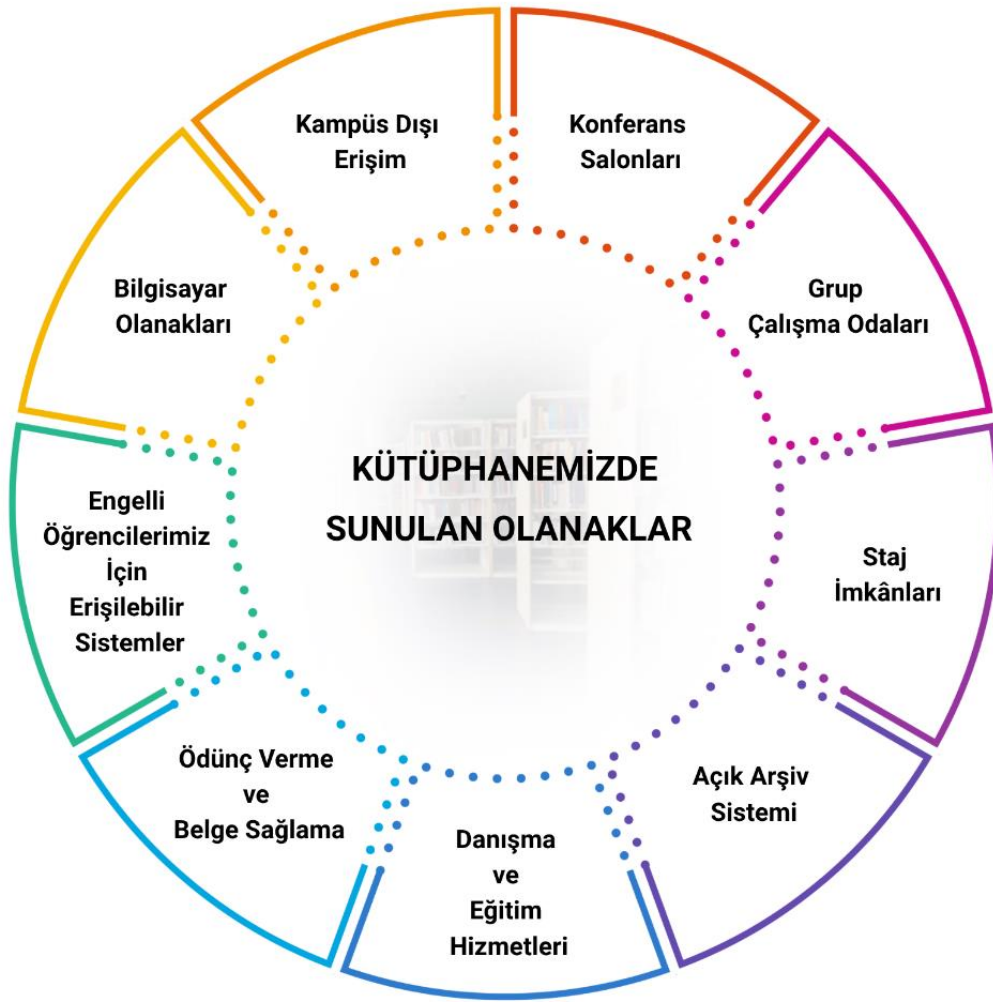 KÜTÜPHANEMİZDE
SUNULAN OLANAKLAR
Konferans
Salonları
Grup
Çalışma Odaları
Staj
İmkânları
Açık Arşiv
Sistemi
Danışma
ve
Eğitim
Hizmetleri
Ödünç Verme
ve
Belge Sağlama
Engelli
Öğrencilerimiz
İçin
Erişilebilir
Sistemler
Bilgisayar
Olanakları
Kampüs Dışı
Erişim